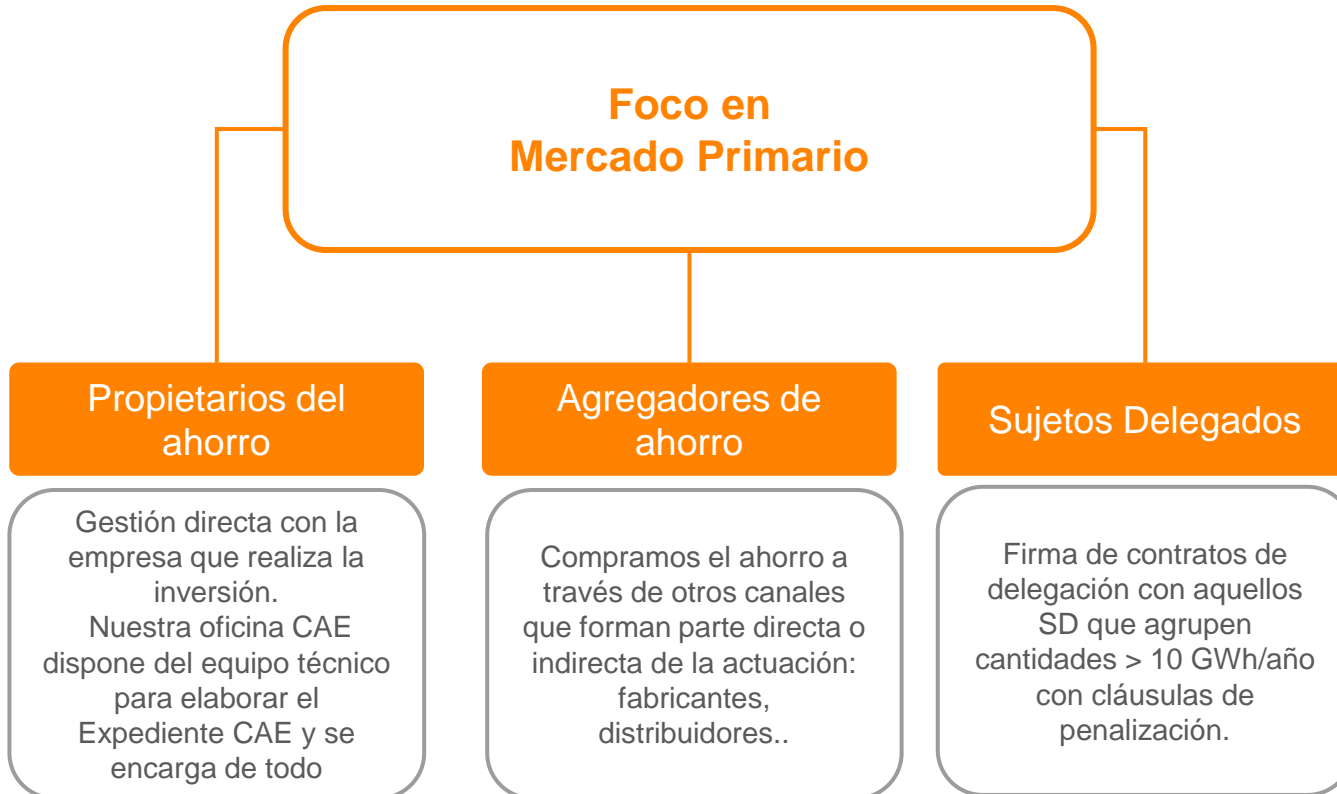 Foco en
Mercado Primario
Propietarios del
ahorro
Gestión directa con la
empresa que realiza la
inversión.
Nuestra oficina CAE
dispone del equipo técnico
para elaborar el
Expediente CAE y se
encarga de todo
Agregadores de
ahorro
Compramos el ahorro a
través de otros canales
que forman parte directa o
indirecta de la actuación:
fabricantes,
distribuidores..
Sujetos Delegados
Firma de contratos de
delegación con aquellos
SD que agrupen
cantidades > 10 GWh/año
con cláusulas de
penalización.